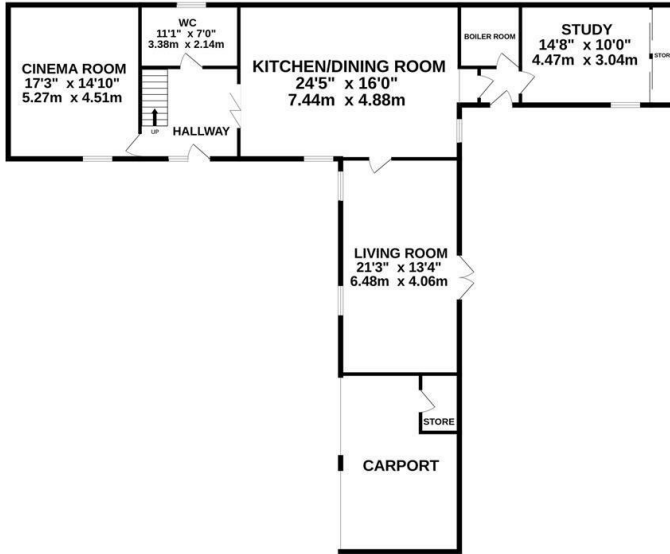 WC
11'1" x 7'0"
3.38m x 2.14m
CINEMA ROOM
17'3" x 14'10"
5.27m x 4.51m
UP
HALLWAY
KITCHEN/DINING ROOM
24'5" x 16'0"
7.44m x 4.88m
BOILER ROOM
STUDY
14'8" x 10'0"
4.47m x 3.04m
STORE
LIVING ROOM
21'3" x 13'4"
6.48m x 4.06m
STORE
CARPORT